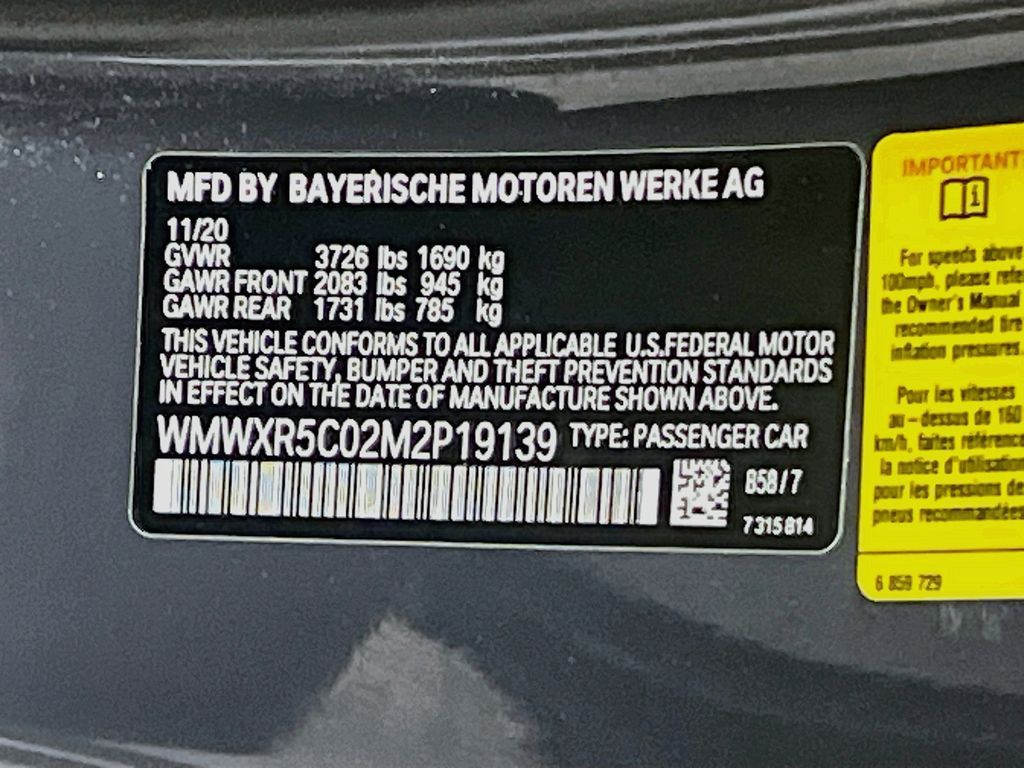 MFD BY BAYERISCHE MOTOREN WERKE AG
11/20
GVWR 3726 lbs 1690 kg
GAWR FRONT 2083 lbs 945 kg
GAWR REAR 1731 lbs 785 kg
THIS VEHICLE CONFORMS TO ALL APPLICABLE U.S.FEDERAL MOTOR
VEHICLE SAFETY, BUMPER AND THEFT PREVENTION STANDARDS
IN EFFECT ON THE DATE OF MANUFACTURE SHOWN ABOVE.
WMWXR5C02M2P19139 TYPE: PASSENGER CAR
858/7
7315814
IMPORTANT
i
For speeds above
100mph, please refe
the Owner's Manual
recommended tire
inflation pressures.
Pour les vitesses
au-dessus de 160
km/h, faites référence
la notice d'utilisation
pour les pressions de
pneus recommandées
6 859 729